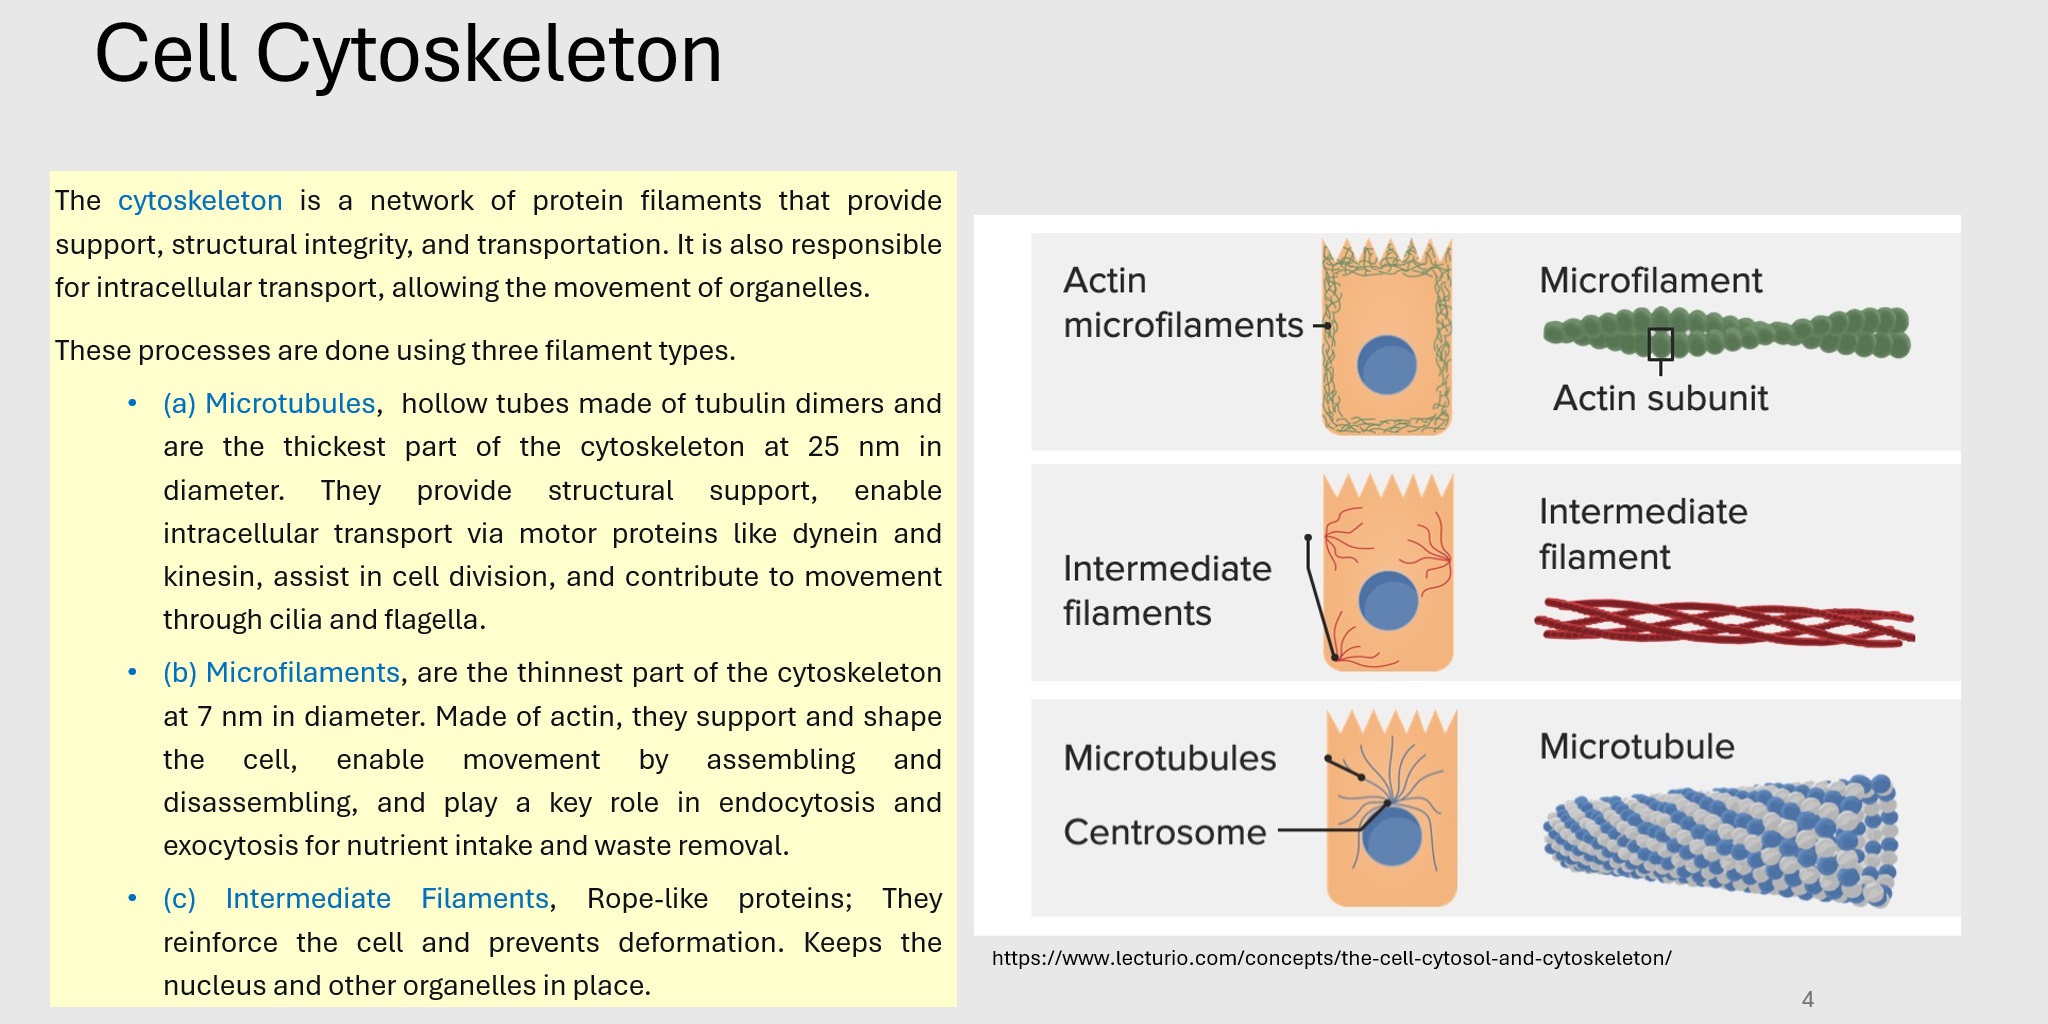 Cell Cytoskeleton
The cytoskeleton is a network of protein filaments that provide
support, structural integrity, and transportation. It is also responsible
for intracellular transport, allowing the movement of organelles.
These processes are done using three filament types.
• (a) Microtubules, hollow tubes made of tubulin dimers and
are the thickest part of the cytoskeleton at 25 nm in
diameter. They provide structural support, enable
intracellular transport via motor proteins like dynein and
kinesin, assist in cell division, and contribute to movement
through cilia and flagella.
• (b) Microfilaments, are the thinnest part of the cytoskeleton
at 7 nm in diameter. Made of actin, they support and shape
the cell, enable movement by assembling and
disassembling, and play a key role in endocytosis and
exocytosis for nutrient intake and waste removal.
• (c) Intermediate Filaments, Rope-like proteins; They
reinforce the cell and prevents deformation. Keeps the
nucleus and other organelles in place.
Actin
microfilaments
Microfilament
Actin subunit
Intermediate
filaments
Intermediate
filament
Microtubules
Centrosome
Microtubule
https://www.lecturio.com/concepts/the-cell-cytosol-and-cytoskeleton/
4